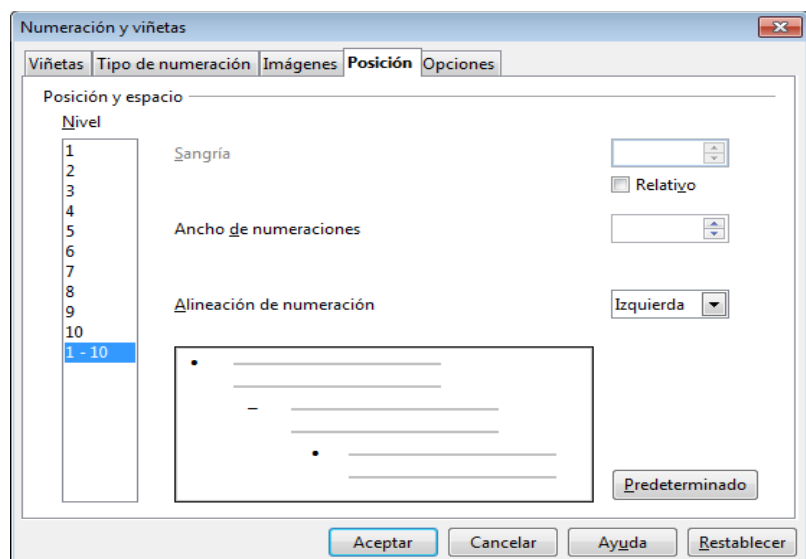 Numeración y viñetas
Viñetas Tipo de numeración Imágenes Posición Opciones
Posición y espacio
Nivel
1
2
3
4
5
6
7
8
9
10
1 - 10
Sangría
Relativo
Ancho de numeraciones
Alineación de numeración Izquierda
Predeterminado
Aceptar Cancelar Ayuda Restablecer